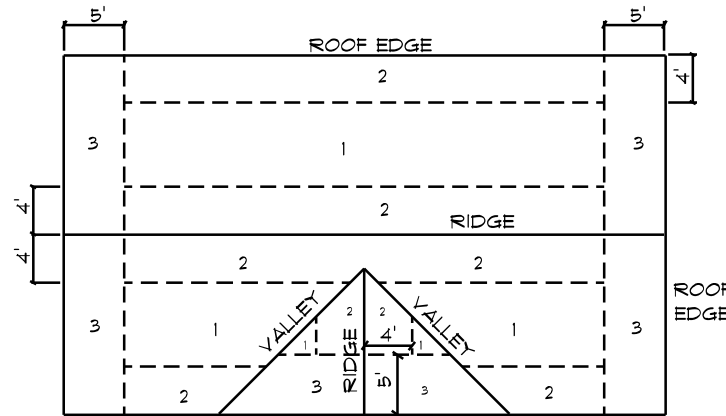 5' 5'
ROOF EDGE
2
4'
3 1 3
4' 2
RIDGE
4'
2 2
ROOF
EDGE
3 1 VALLEY 2 2 VALLEY 1 3
1 4' 1
RIDGE
2 3 5' 3 2